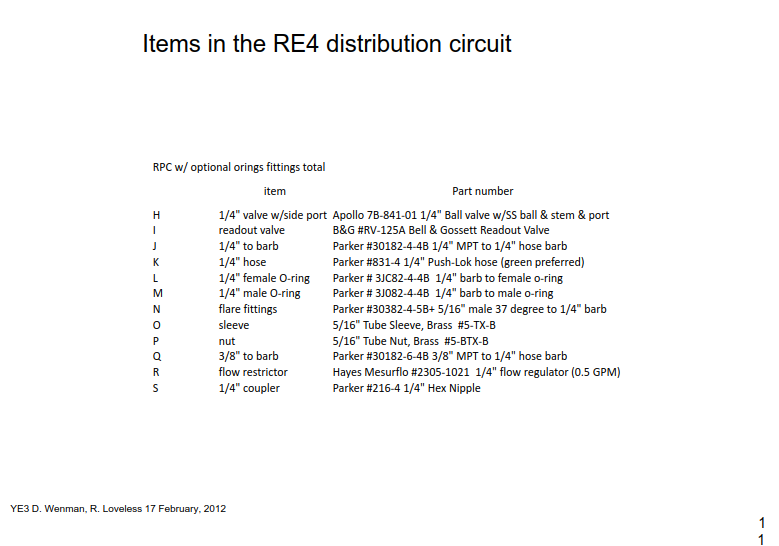 Items in the RE4 distribution circuit
RPC w/ optional orings fittings total
item Part number
H 1/4" valve w/side port Apollo 7B-841-01 1/4" Ball valve w/SS ball & stem & port
I readout valve B&G #RV-125A Bell & Gossett Readout Valve
J 1/4" to barb Parker #30182-4-4B 1/4" MPT to 1/4" hose barb
K 1/4" hose Parker #831-4 1/4" Push-Lok hose (green preferred)
L 1/4" female O-ring Parker # 3JC82-4-4B 1/4" barb to female o-ring
M 1/4" male O-ring Parker # 3J082-4-4B 1/4" barb to male o-ring
N flare fittings Parker #30382-4-5B+ 5/16" male 37 degree to 1/4" barb
O sleeve 5/16" Tube Sleeve, Brass #5-TX-B
P nut 5/16" Tube Nut, Brass #5-BTX-B
Q 3/8" to barb Parker #30182-6-4B 3/8" MPT to 1/4" hose barb
R flow restrictor Hayes Mesurflo #2305-1021 1/4" flow regulator (0.5 GPM)
S 1/4" coupler Parker #216-4 1/4" Hex Nipple
YE3 D. Wenman, R. Loveless 17 February, 2012
1
1